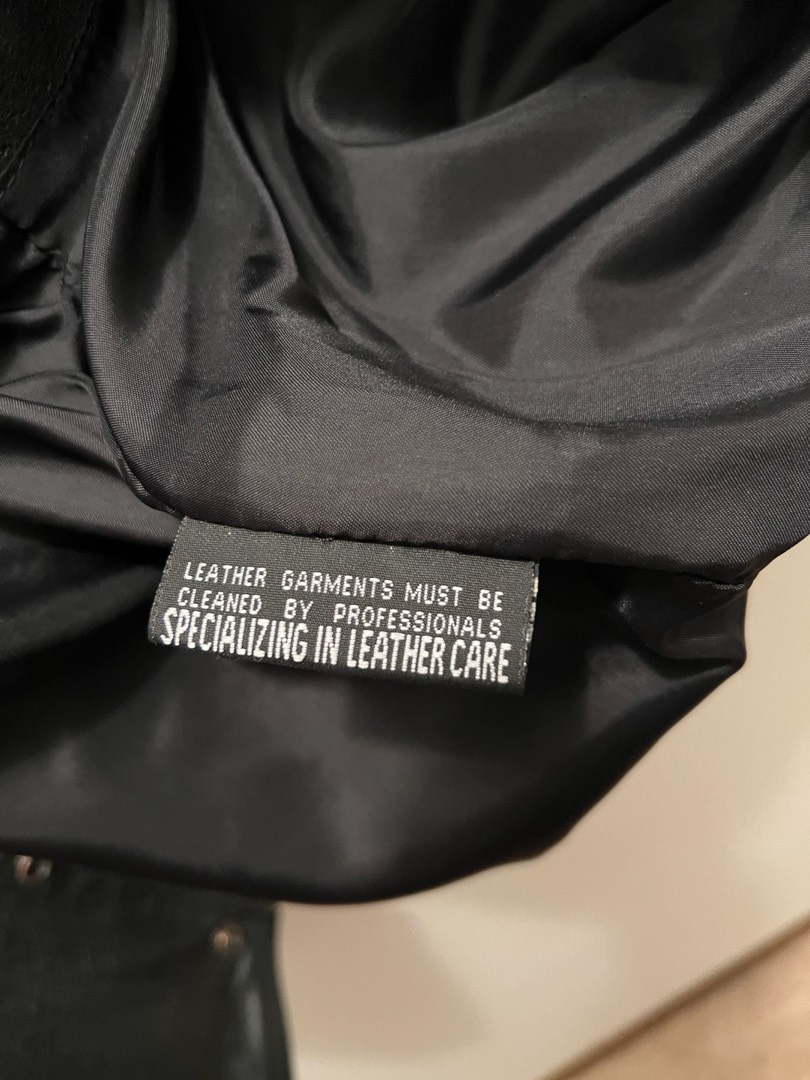 LEATHER GARMENTS MUST BE
CLEANED BY PROFESSIONALS
SPECIALIZING IN LEATHER CARE